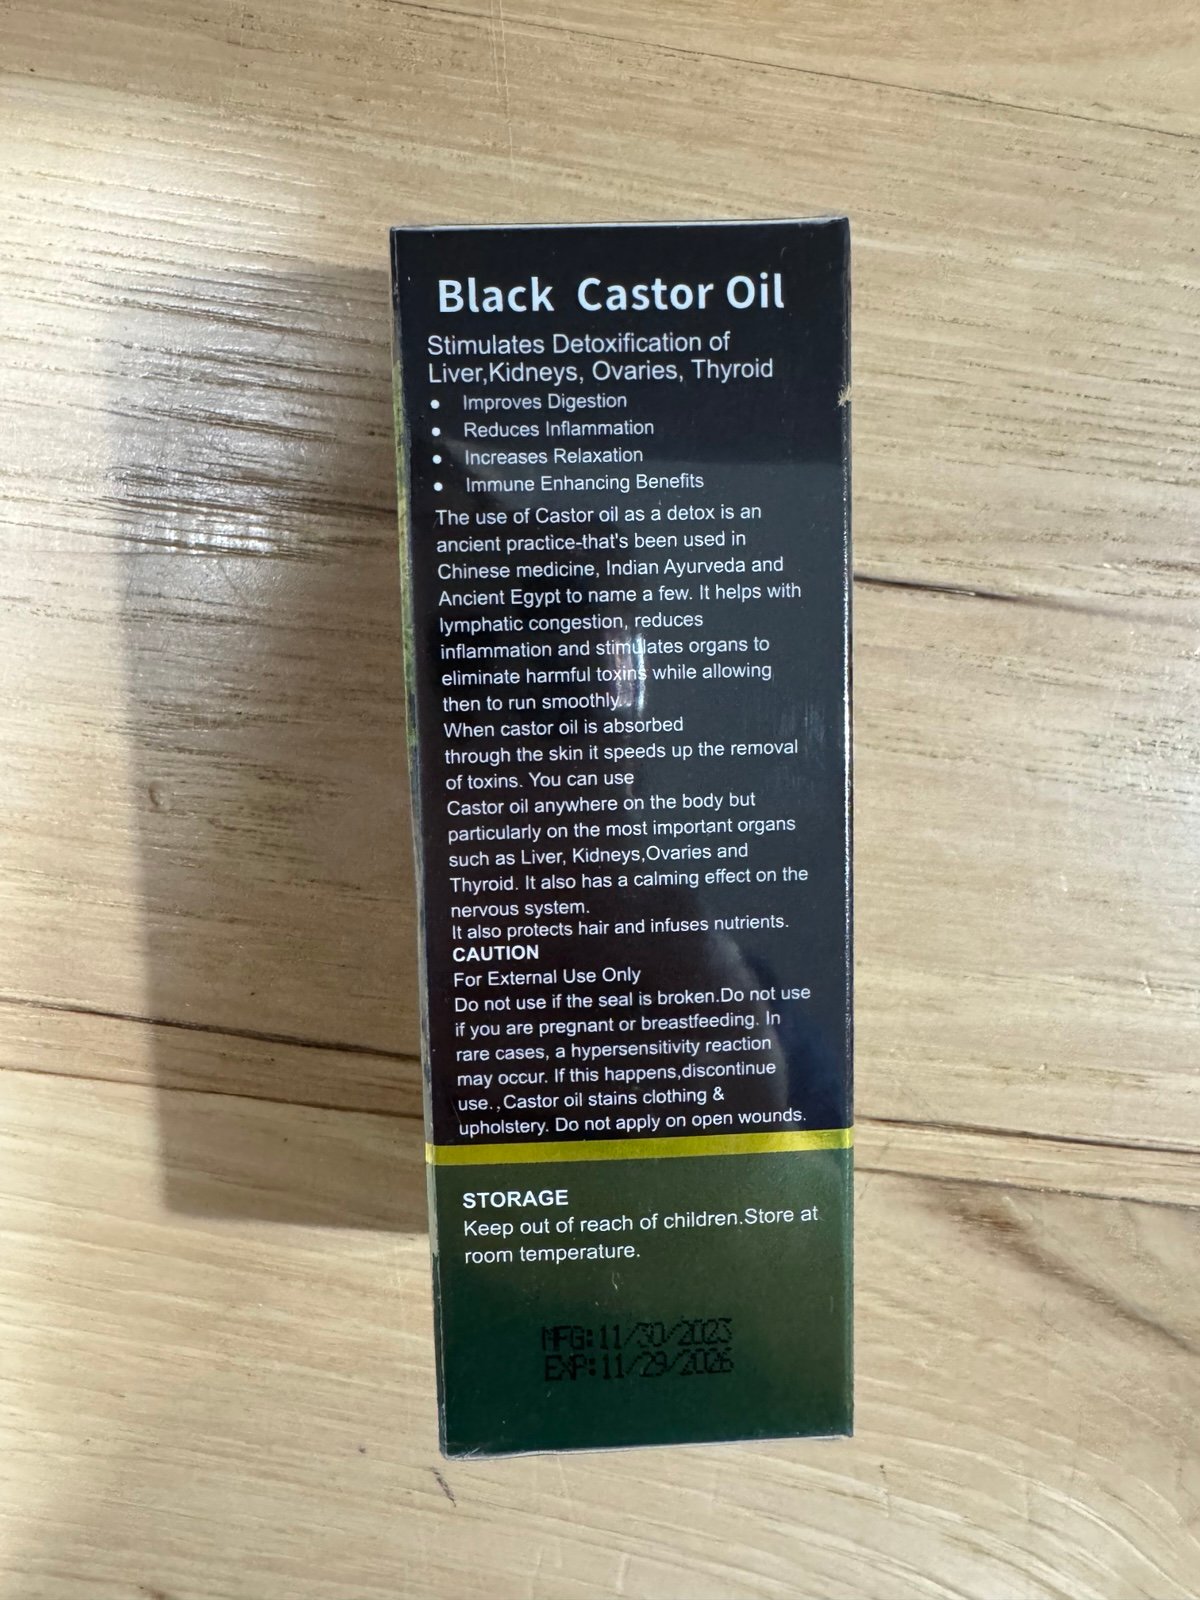 Black Castor Oil
Stimulates Detoxification of
Liver,Kidneys, Ovaries, Thyroid
• Improves Digestion
• Reduces Inflammation
• Increases Relaxation
• Immune Enhancing Benefits
The use of Castor oil as a detox is an
ancient practice-that's been used in
Chinese medicine, Indian Ayurveda and
Ancient Egypt to name a few. It helps with
lymphatic congestion, reduces
inflammation and stimulates organs to
eliminate harmful toxins while allowing
then to run smoothly.
When castor oil is absorbed
through the skin it speeds up the removal
of toxins. You can use
Castor oil anywhere on the body but
particularly on the most important organs
such as Liver, Kidneys,Ovaries and
Thyroid. It also has a calming effect on the
nervous system.
It also protects hair and infuses nutrients.
CAUTION
For External Use Only
Do not use if the seal is broken.Do not use
if you are pregnant or breastfeeding. In
rare cases, a hypersensitivity reaction
may occur. If this happens,discontinue
use.,Castor oil stains clothing &
upholstery. Do not apply on open wounds.
STORAGE
Keep out of reach of children.Store at
room temperature.
MFG:11/30/2023
EXP:11/29/2026